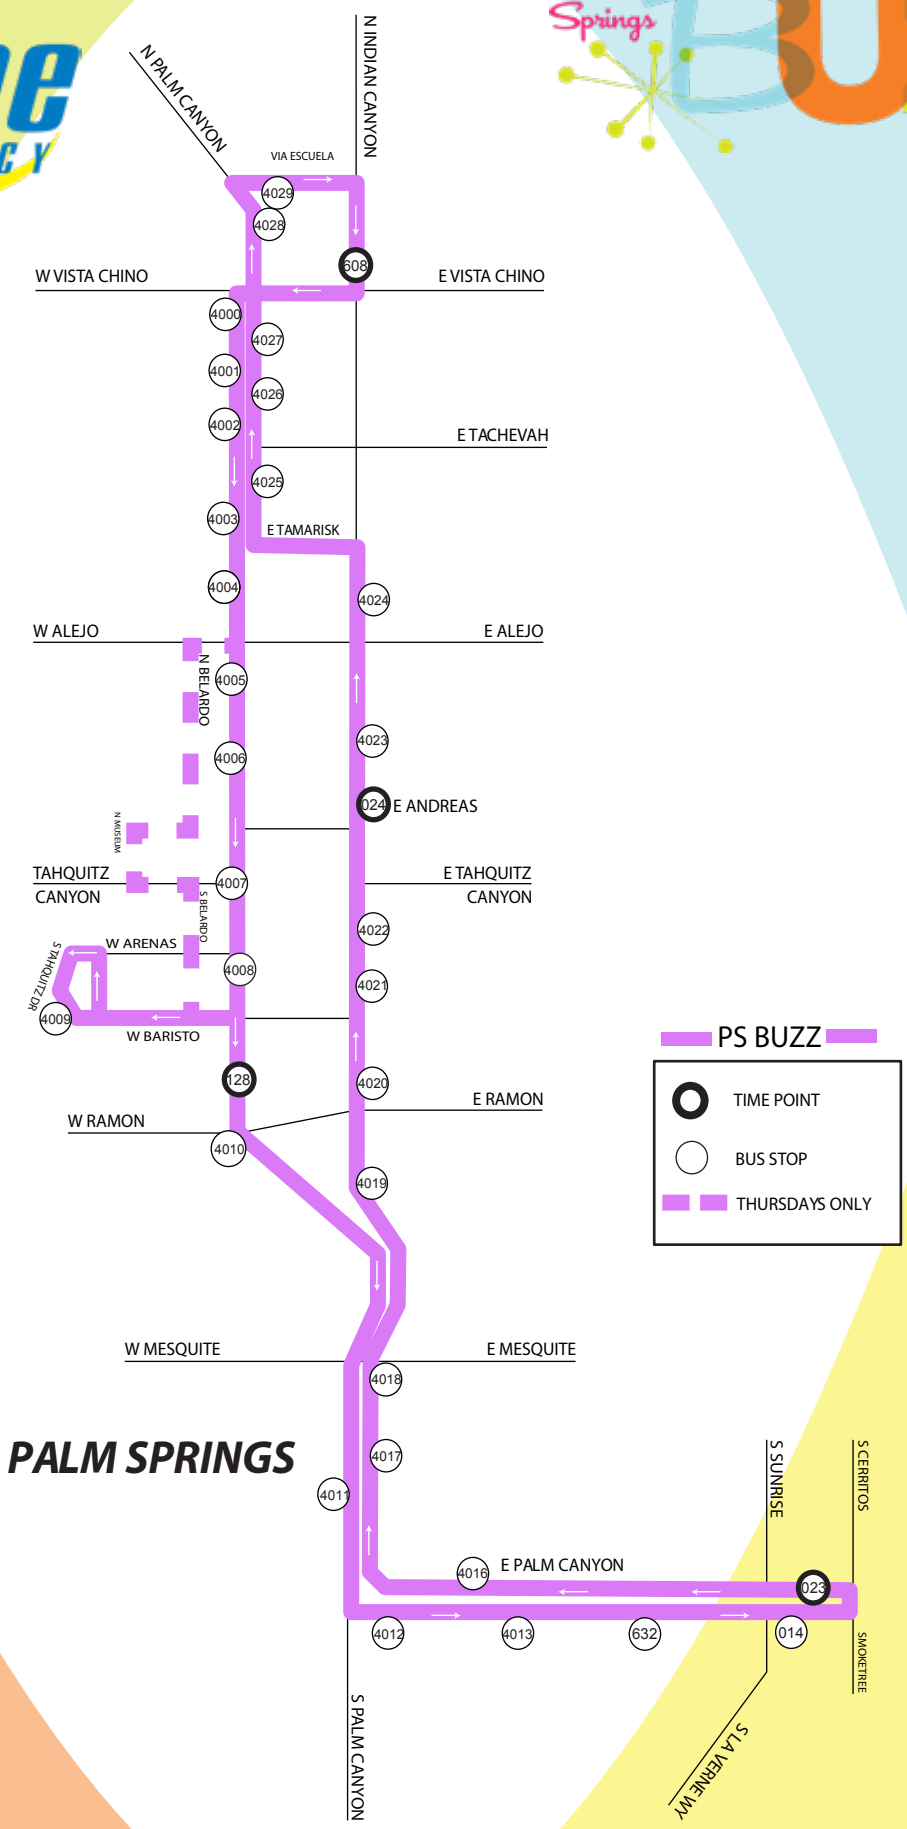 Springs
BU
ne
CY
N PALM CANYON
N INDIAN CANYON
VIA ESCUELA
4029
4028
608
W VISTA CHINO
E VISTA CHINO
4000
4027
4001
4026
4002
E TACHEVAH
4025
4003
E TAMARISK
4004
4024
W ALEJO
E ALEJO
N BELARDO
4005
4023
4006
024
E ANDREAS
N MUSEUM
TAHQUITZ
CANYON
E TAHQUITZ
CANYON
4007
S BELARDO
4022
W ARENAS
S TAHQUITZ DR
4008
4021
4009
W BARISTO
PS BUZZ
128
4020
TIME POINT
E RAMON
W RAMON
4010
BUS STOP
4019
THURSDAYS ONLY
W MESQUITE
E MESQUITE
4018
PALM SPRINGS
4017
4011
S SUNRISE
S CERRITOS
4016
E PALM CANYON
023
4012
4013
632
014
SMOKETREE
S PALM CANYON
S LA VERNE WY